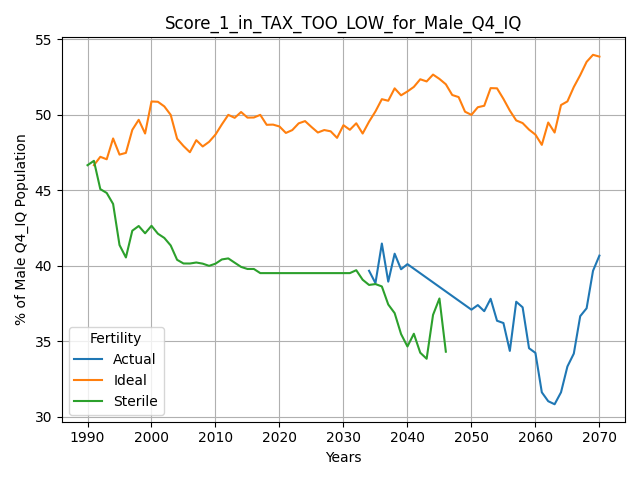 Score_1_in_TAX_TOO_LOW_for_Male_Q4_IQ
% of Male Q4_IQ Population
55
50
45
40
35
30
Fertility
Actual
Ideal
Sterile
1990 2000 2010 2020 2030 2040 2050 2060 2070
Years